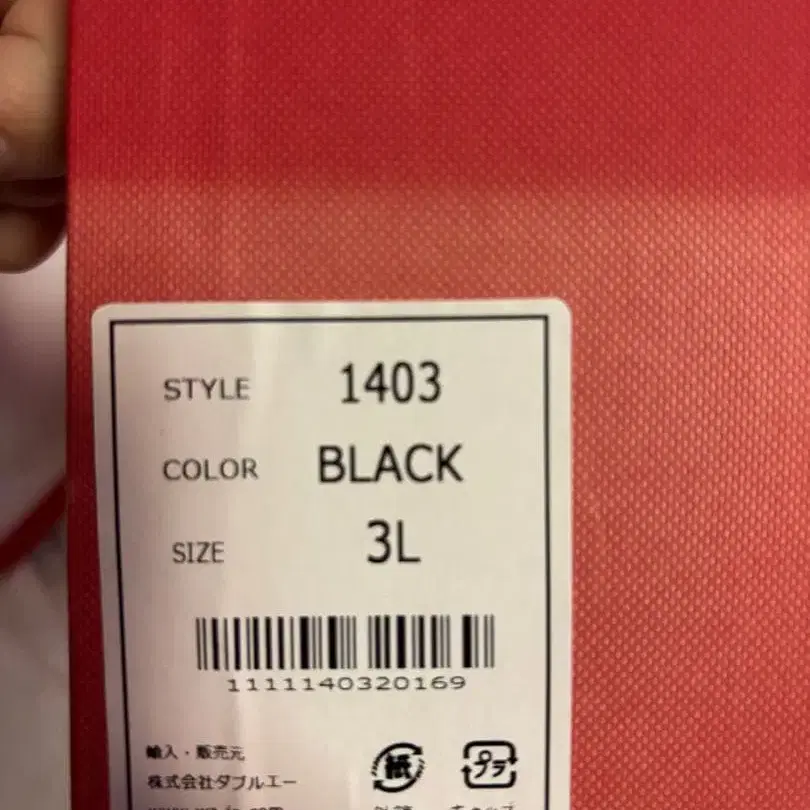 STYLE 1403
COLOR BLACK
SIZE 3L
1111140320169
輸入・販売元
株式会社ダブルエー
紙
プラ